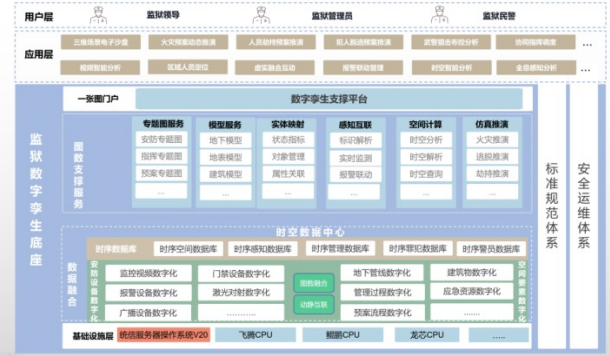 用户层 监狱领导 监狱管理员 监狱民警
应用层
三维场景电子沙盘 火灾预案动态推演 人员劫持预案推演 犯人脱逃预案推演 武警狙击布控分析 协同指挥调度 ...
视频智能分析 区域人员定位 虚实融合互动 报警联动管理 时空智能分析 全息感知分析 ...
监狱数字孪生底座
一张图门户 数字孪生支撑平台
图数支撑服务
专题图服务 模型服务 实体映射 感知互联 空间计算 仿真推演
安防专题图 地下模型 状态指标 标识解析 时空分析 火灾推演
指挥专题图 地表模型 对象管理 实时监测 时空解析 逃脱推演
预案专题图 建筑模型 属性关联 报警联动 时空查询 劫持推演
... ... ... ... ... ...
时空数据中心
时序数据库 时序空间数据库 时序感知数据库 时序管理数据库 时序罪犯数据库 时序警员数据库
数据融合
安防设备数字化
监控视频数字化 门禁设备数字化
报警设备数字化 激光对射数字化
广播设备数字化 ............
图数融合
动静互联
地下管线数字化 建筑物数字化
管理过程数字化 应急资源数字化
预案流程数字化 ........
空间要素数字化
基础设施层 统信服务器操作系统V20 飞腾CPU 鲲鹏CPU 龙芯CPU .....
标准规范体系
安全运维体系